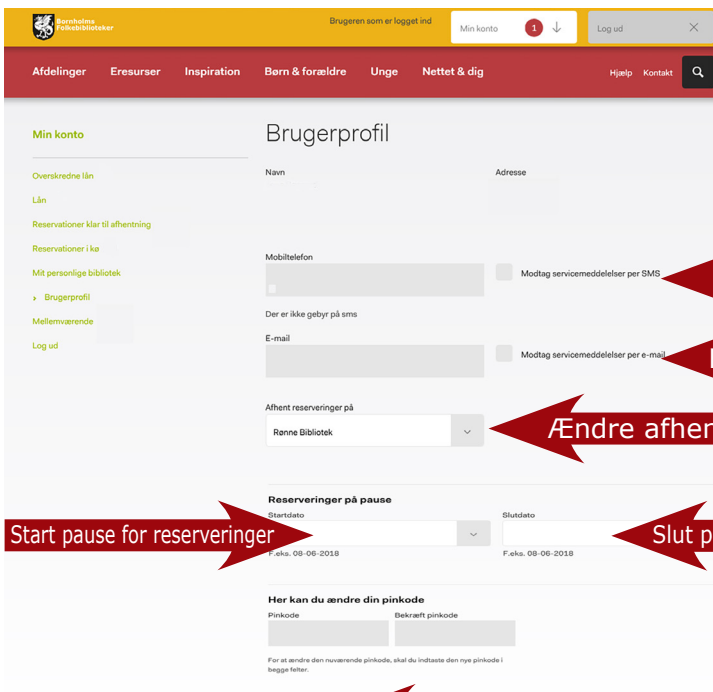 Bornholms
Folkebiblioteker
Brugeren som er logget ind
Min konto
1
Log ud
Afdelinger
Eresurser
Inspiration
Børn & forældre
Unge
Nettet & dig
Hjælp
Kontakt
Min konto
Overskredne lån
Lån
Reservationer klar til afhentning
Reservationer i kø
Mit personlige bibliotek
Brugerprofil
Mellemværende
Log ud
Brugerprofil
Navn
Adresse
Mobiltelefon
Modtag servicemeddelelser per SMS
Der er ikke gebyr på sms
E-mail
Modtag servicemeddelelser per e-mail
Afhent reserveringer på
Rønne Bibliotek
Ændre afhen
Reserveringer på pause
Startdato
Slutdato
Start pause for reserveringer
Slut p
F.eks. 08-06-2018
F.eks. 08-06-2018
Her kan du ændre din pinkode
Pinkode
Bekræft pinkode
For at ændre den nuværende pinkode, skal du indtaste den nye pinkode i
begge felter.